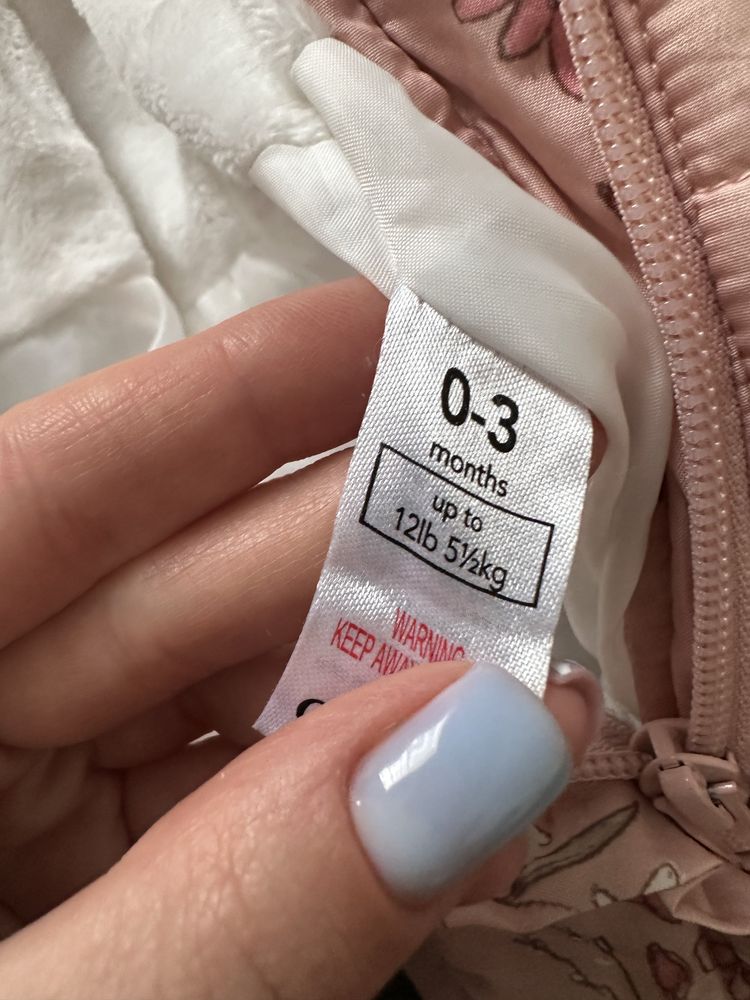 0-3
months
up to
12lb 5½kg
WARNING
KEEP AWAY